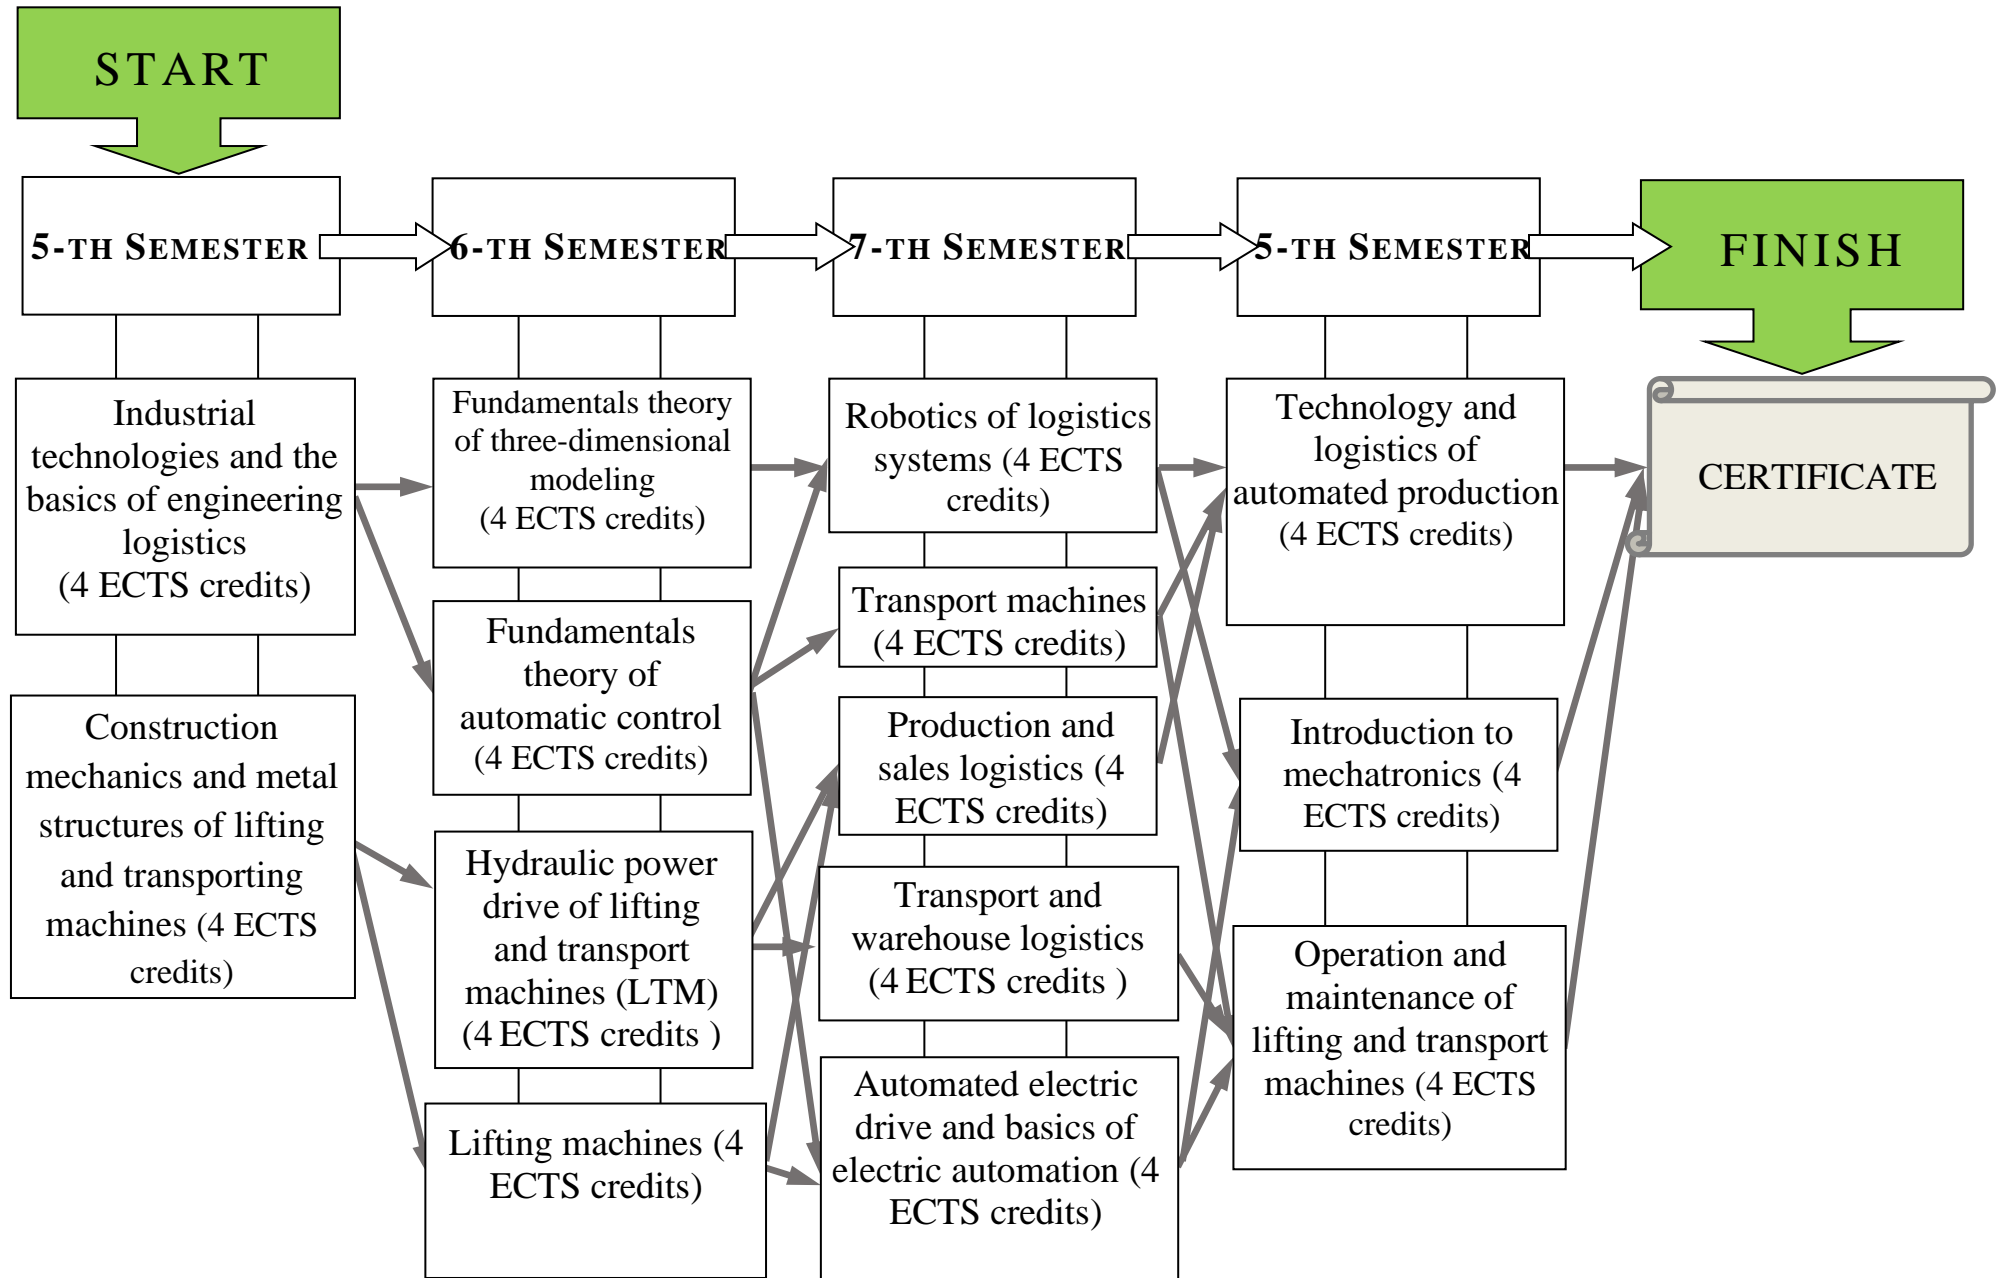 START
5-TH SEMESTER
6-TH SEMESTER
7-TH SEMESTER
5-TH SEMESTER
FINISH
Industrial
technologies and the
basics of engineering
logistics
(4 ECTS credits)
Construction
mechanics and metal
structures of lifting
and transporting
machines (4 ECTS
credits)
Fundamentals theory
of three-dimensional
modeling
(4 ECTS credits)
Fundamentals
theory of
automatic control
(4 ECTS credits)
Hydraulic power
drive of lifting
and transport
machines (LTM)
(4 ECTS credits )
Lifting machines (4
ECTS credits)
Robotics of logistics
systems (4 ECTS
credits)
Transport machines
(4 ECTS credits)
Production and
sales logistics (4
ECTS credits)
Transport and
warehouse logistics
(4 ECTS credits )
Automated electric
drive and basics of
electric automation (4
ECTS credits)
Technology and
logistics of
automated production
(4 ECTS credits)
Introduction to
mechatronics (4
ECTS credits)
Operation and
maintenance of
lifting and transport
machines (4 ECTS
credits)
CERTIFICATE